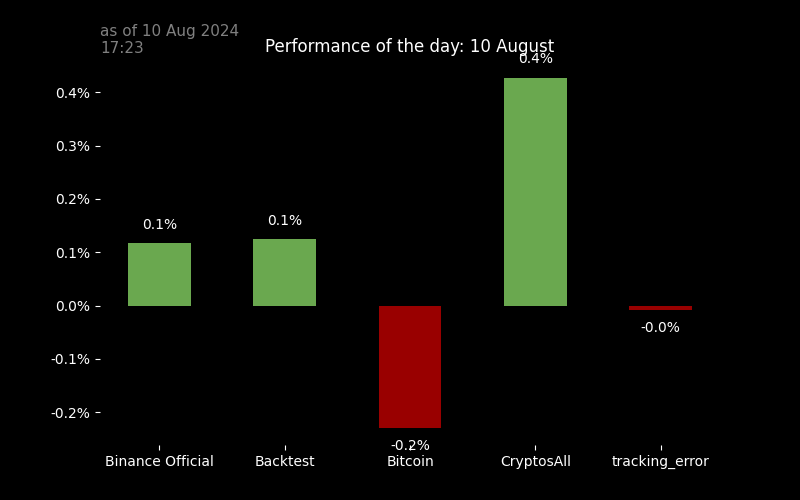 as of 10 Aug 2024
17:23
Performance of the day: 10 August
0.4%
0.4%
0.3%
0.2%
0.1%
0.0%
-0.1%
-0.2%
0.1%
0.1%
-0.2%
-0.0%
Binance Official
Backtest
Bitcoin
CryptosAll
tracking_error